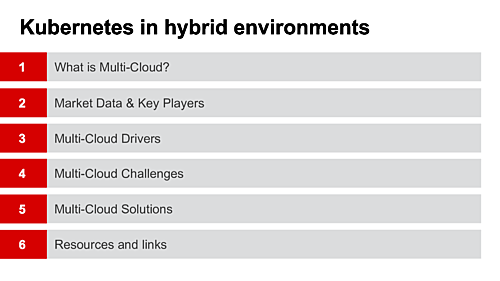 Kubernetes in hybrid environments
1 What is Multi-Cloud?
2 Market Data & Key Players
3 Multi-Cloud Drivers
4 Multi-Cloud Challenges
5 Multi-Cloud Solutions
6 Resources and links